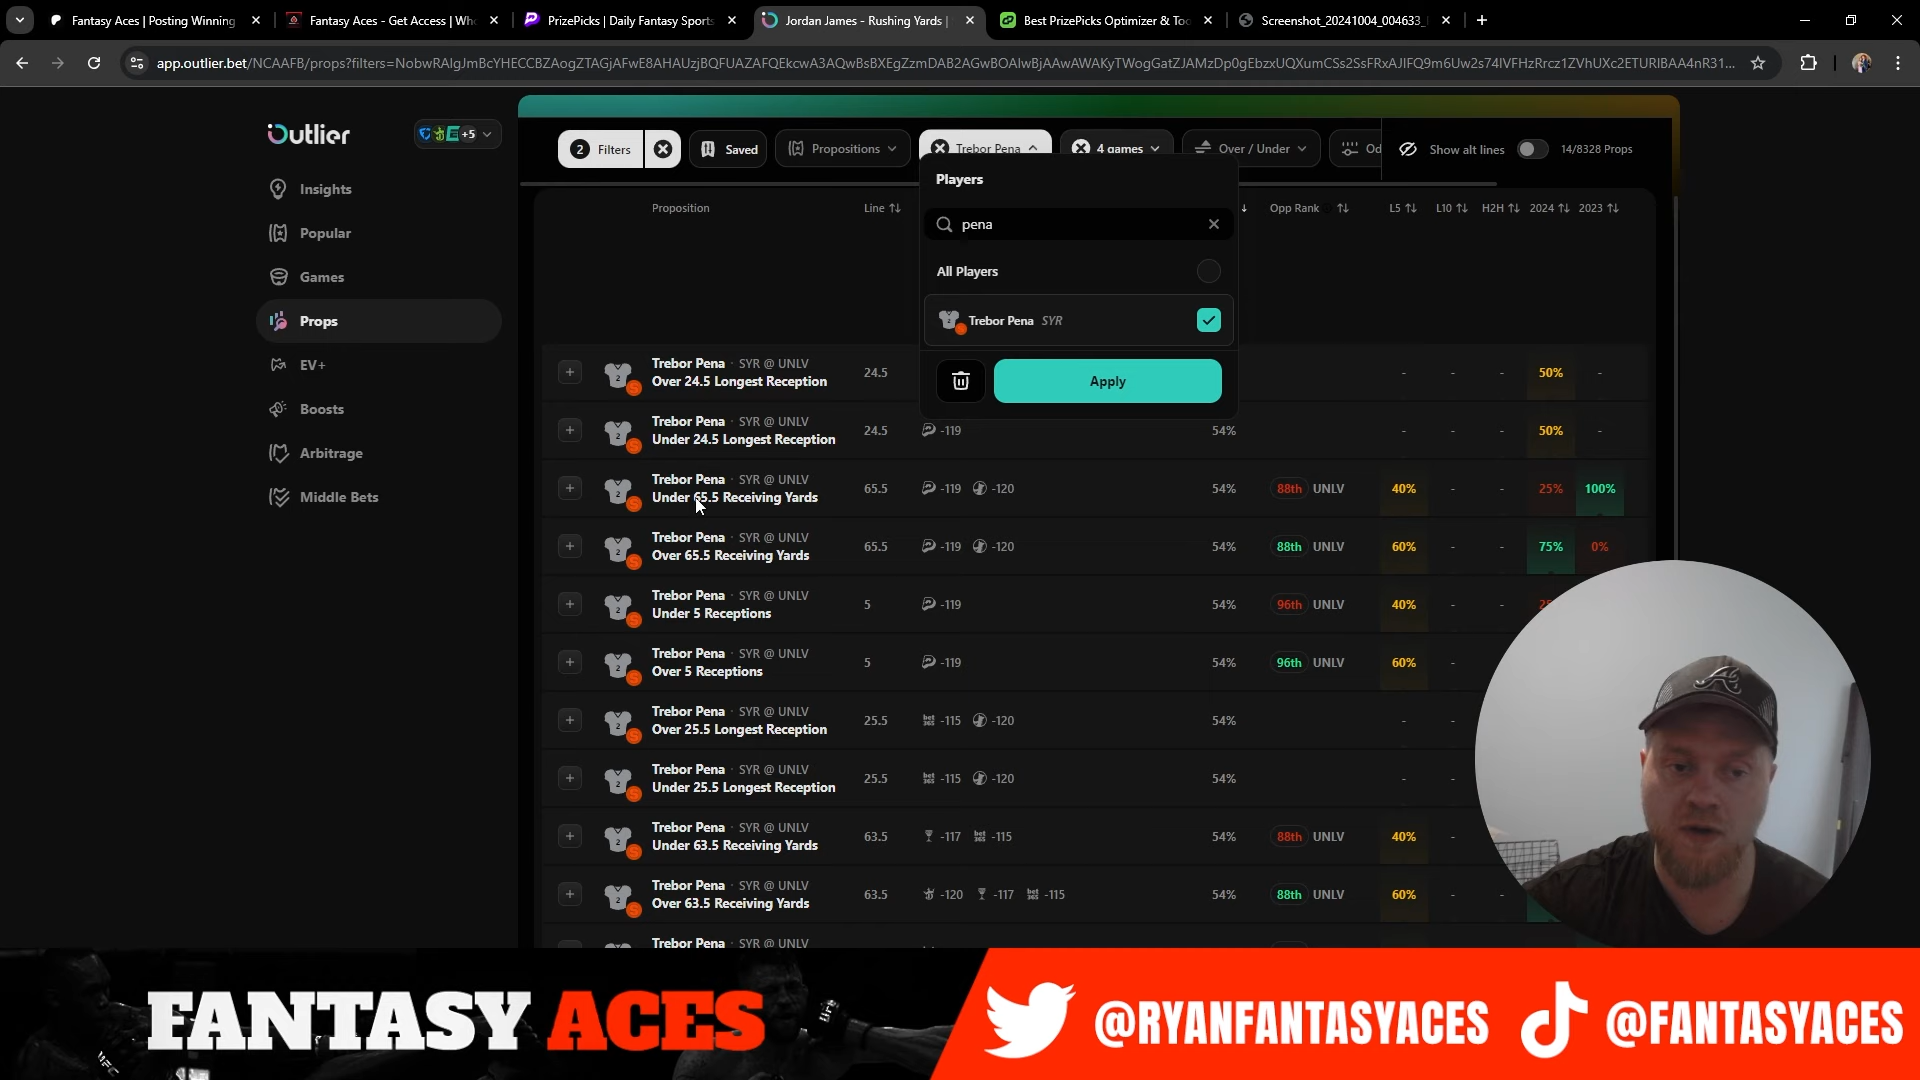 Fantasy Aces | Posting Winning
Fantasy Aces - Get Access | Who
PrizePicks | Daily Fantasy Sports
Jordan James - Rushing Yards |
Best PrizePicks Optimizer & Too
Screenshot_20241004_004633_
Outlier
+5
Insights
Popular
Games
Props
EV+
Boosts
Arbitrage
Middle Bets
2 Filters
Saved
Propositions
Trebor Pena
4 games
Over / Under
Od
Show alt lines
14/8328 Props
Players
pena
All Players
Trebor Pena SYR
Apply
Proposition Line Opp Rank L5 L10 H2H 2024 2023
Trebor Pena · SYR @ UNLV
Over 24.5 Longest Reception 24.5 - - - 50% -
Trebor Pena · SYR @ UNLV
Under 24.5 Longest Reception 24.5 -119 54% - - - 50% -
Trebor Pena · SYR @ UNLV
Under 65.5 Receiving Yards 65.5 -119 -120 54% 88th UNLV 40% - - 25% 100%
Trebor Pena · SYR @ UNLV
Over 65.5 Receiving Yards 65.5 -119 -120 54% 88th UNLV 60% - - 75% 0%
Trebor Pena · SYR @ UNLV
Under 5 Receptions 5 -119 54% 96th UNLV 40% - -
Trebor Pena · SYR @ UNLV
Over 5 Receptions 5 -119 54% 96th UNLV 60% -
Trebor Pena · SYR @ UNLV
Over 25.5 Longest Reception 25.5 bet365 -115 -120 54% - -
Trebor Pena · SYR @ UNLV
Under 25.5 Longest Reception 25.5 bet365 -115 -120 54% - -
Trebor Pena · SYR @ UNLV
Under 63.5 Receiving Yards 63.5 -117 bet365 -115 54% 88th UNLV 40% -
Trebor Pena · SYR @ UNLV
Over 63.5 Receiving Yards 63.5 -120 -117 bet365 -115 54% 88th UNLV 60% -
Trebor Pena · SYR @ UNLV
FANTASY ACES
@RYANFANTASYACES
@FANTASYACES